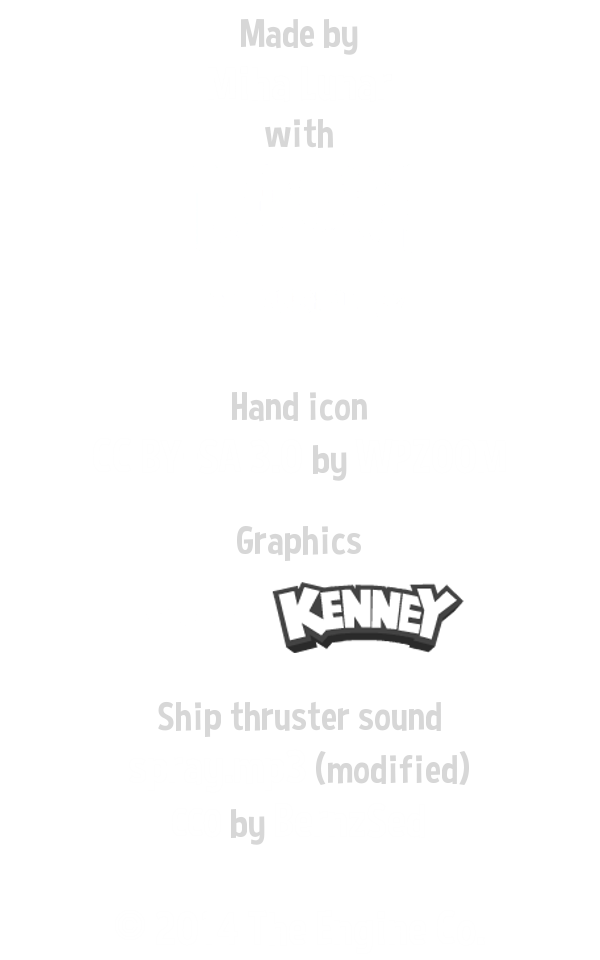 Made by
with
Hand icon
by
Graphics
KENNEY
Ship thruster sound
(modified)
by